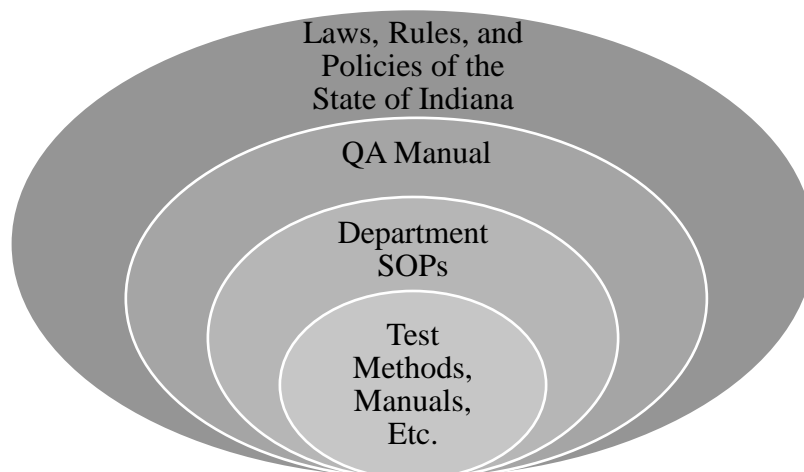 Laws, Rules, and
Policies of the
State of Indiana
QA Manual
Department
SOPs
Test
Methods,
Manuals,
Etc.